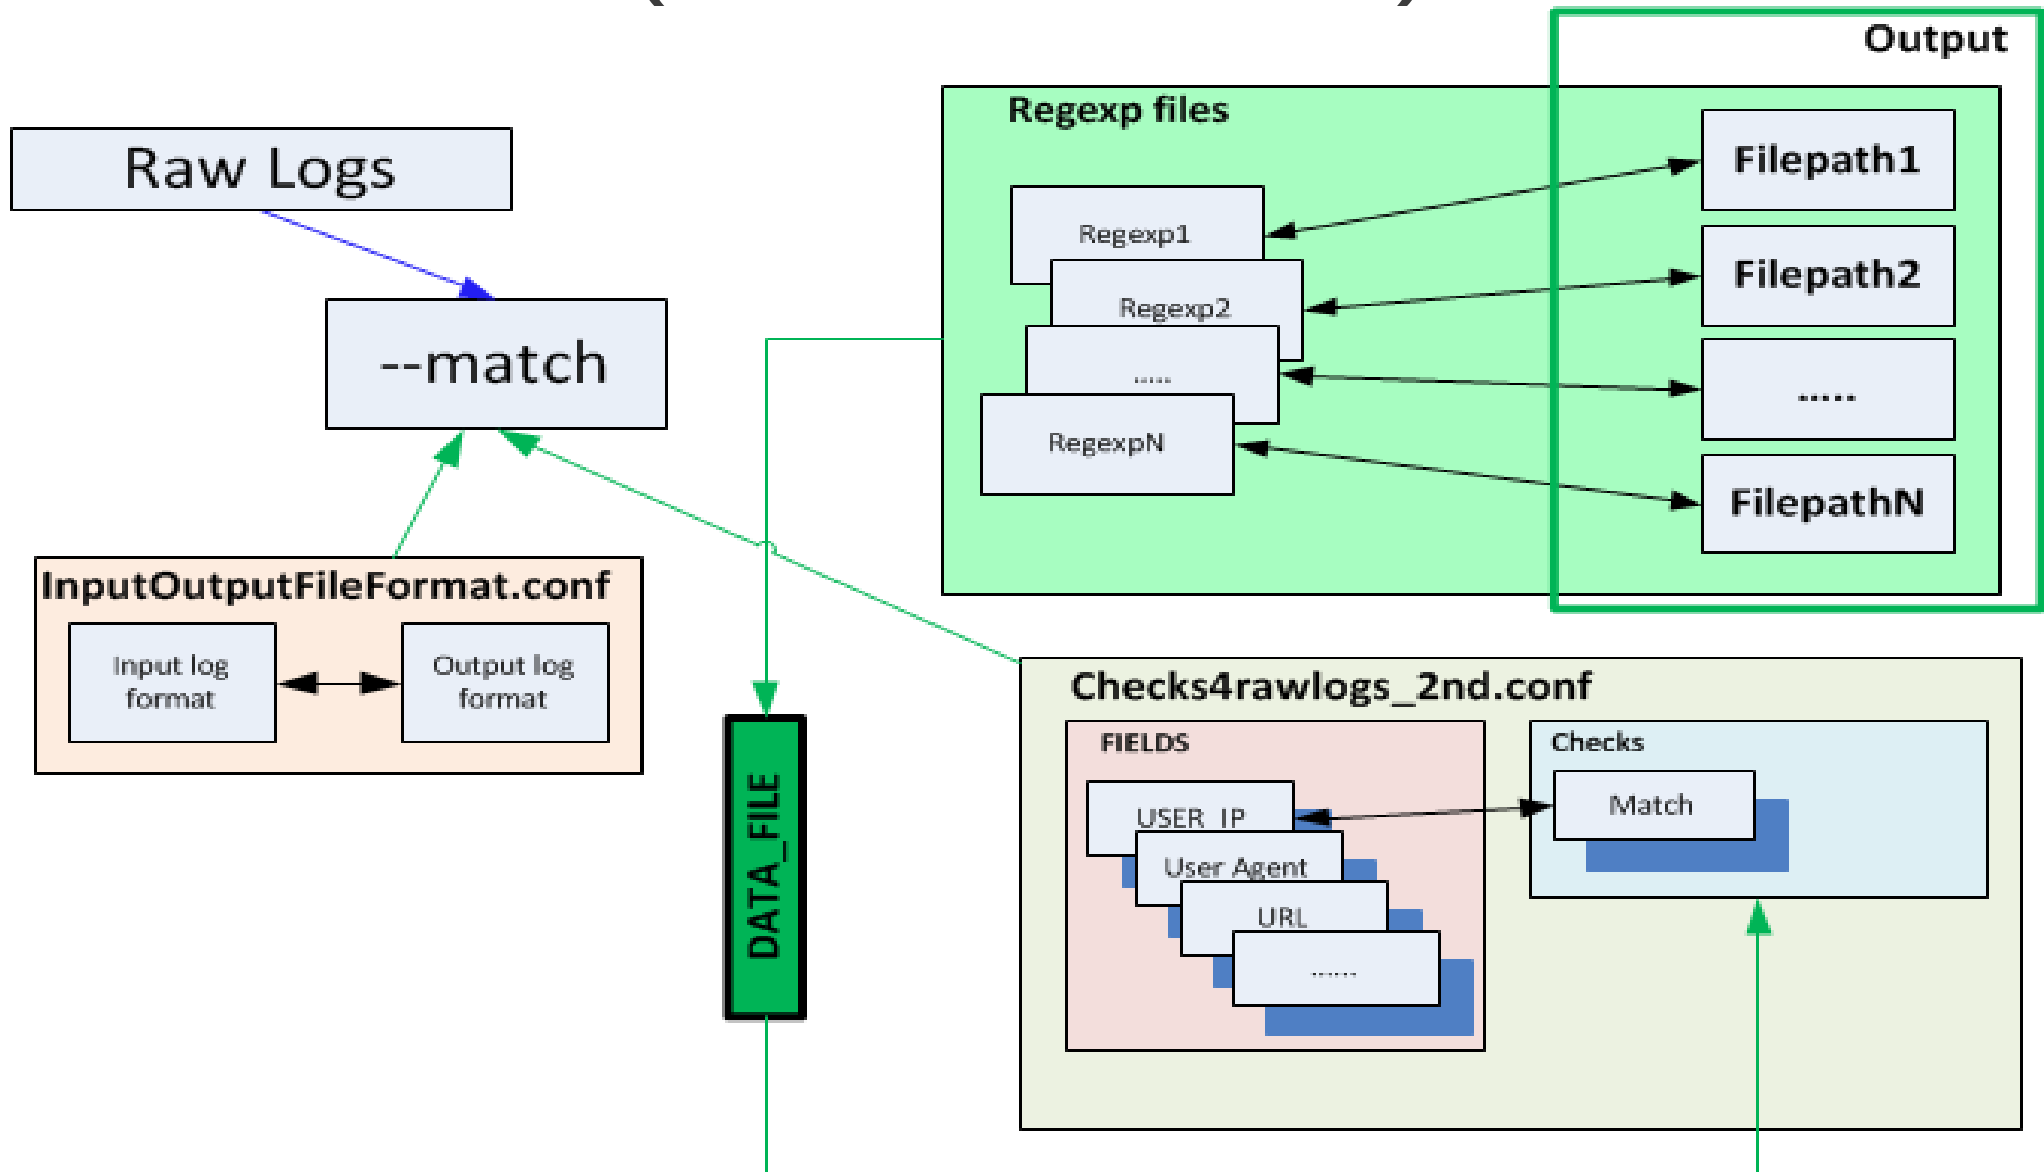 Output
Regexp files
Raw Logs
Filepath1
Regexp1
Filepath2
Regexp2
--match
.....
.....
RegexpN
FilepathN
InputOutputFileFormat.conf
Input log
format
Output log
format
Checks4rawlogs_2nd.conf
FIELDS
Checks
USER_IP
Match
User Agent
URL
......
DATA_FILE